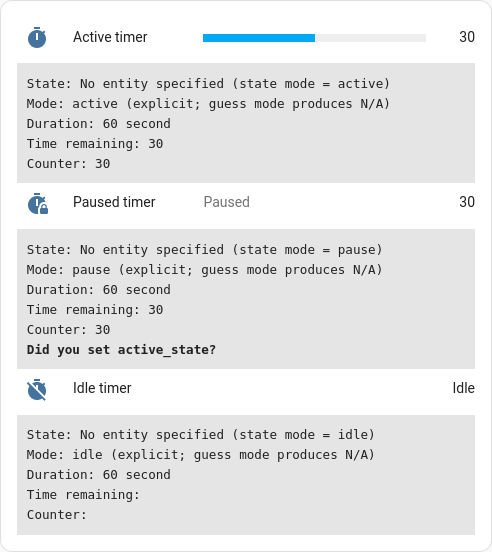 Active timer 30
State: No entity specified (state mode = active)
Mode: active (explicit; guess mode produces N/A)
Duration: 60 second
Time remaining: 30
Counter: 30
Paused timer Paused 30
State: No entity specified (state mode = pause)
Mode: pause (explicit; guess mode produces N/A)
Duration: 60 second
Time remaining: 30
Counter: 30
Did you set active_state?
Idle timer Idle
State: No entity specified (state mode = idle)
Mode: idle (explicit; guess mode produces N/A)
Duration: 60 second
Time remaining:
Counter: